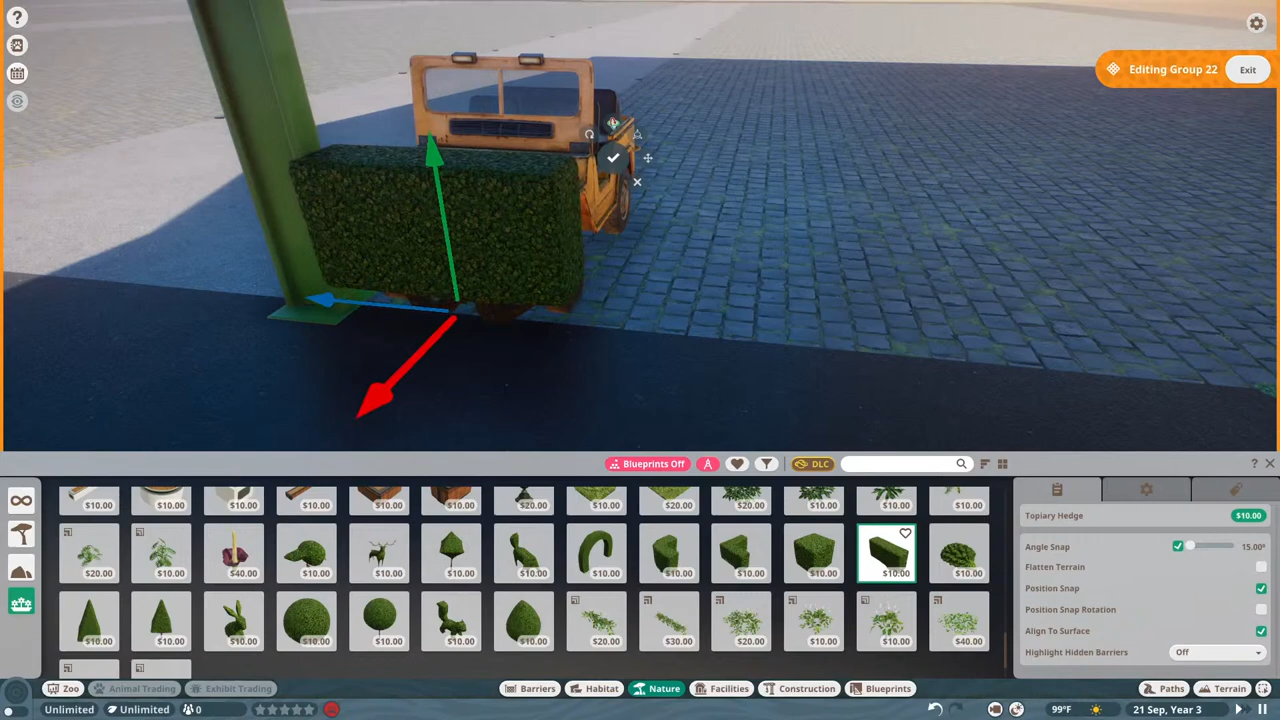 ?
Editing Group 22 Exit
Blueprints Off DLC ?
$10.00 $10.00 $10.00 $10.00 $10.00 $10.00 $20.00 $10.00 $20.00 $10.00 $10.00 $10.00 $10.00
$20.00 $10.00 $40.00 $10.00 $10.00 $10.00 $10.00 $10.00 $10.00 $10.00 $10.00 $10.00 $10.00
$10.00 $10.00 $10.00 $10.00 $10.00 $10.00 $10.00 $20.00 $30.00 $20.00 $10.00 $10.00 $40.00
Topiary Hedge $10.00
Angle Snap 15.00°
Flatten Terrain
Position Snap
Position Snap Rotation
Align To Surface
Highlight Hidden Barriers Off
Zoo Animal Trading Exhibit Trading Barriers Habitat Nature Facilities Construction Blueprints Paths Terrain
Unlimited Unlimited 0 99°F 21 Sep, Year 3